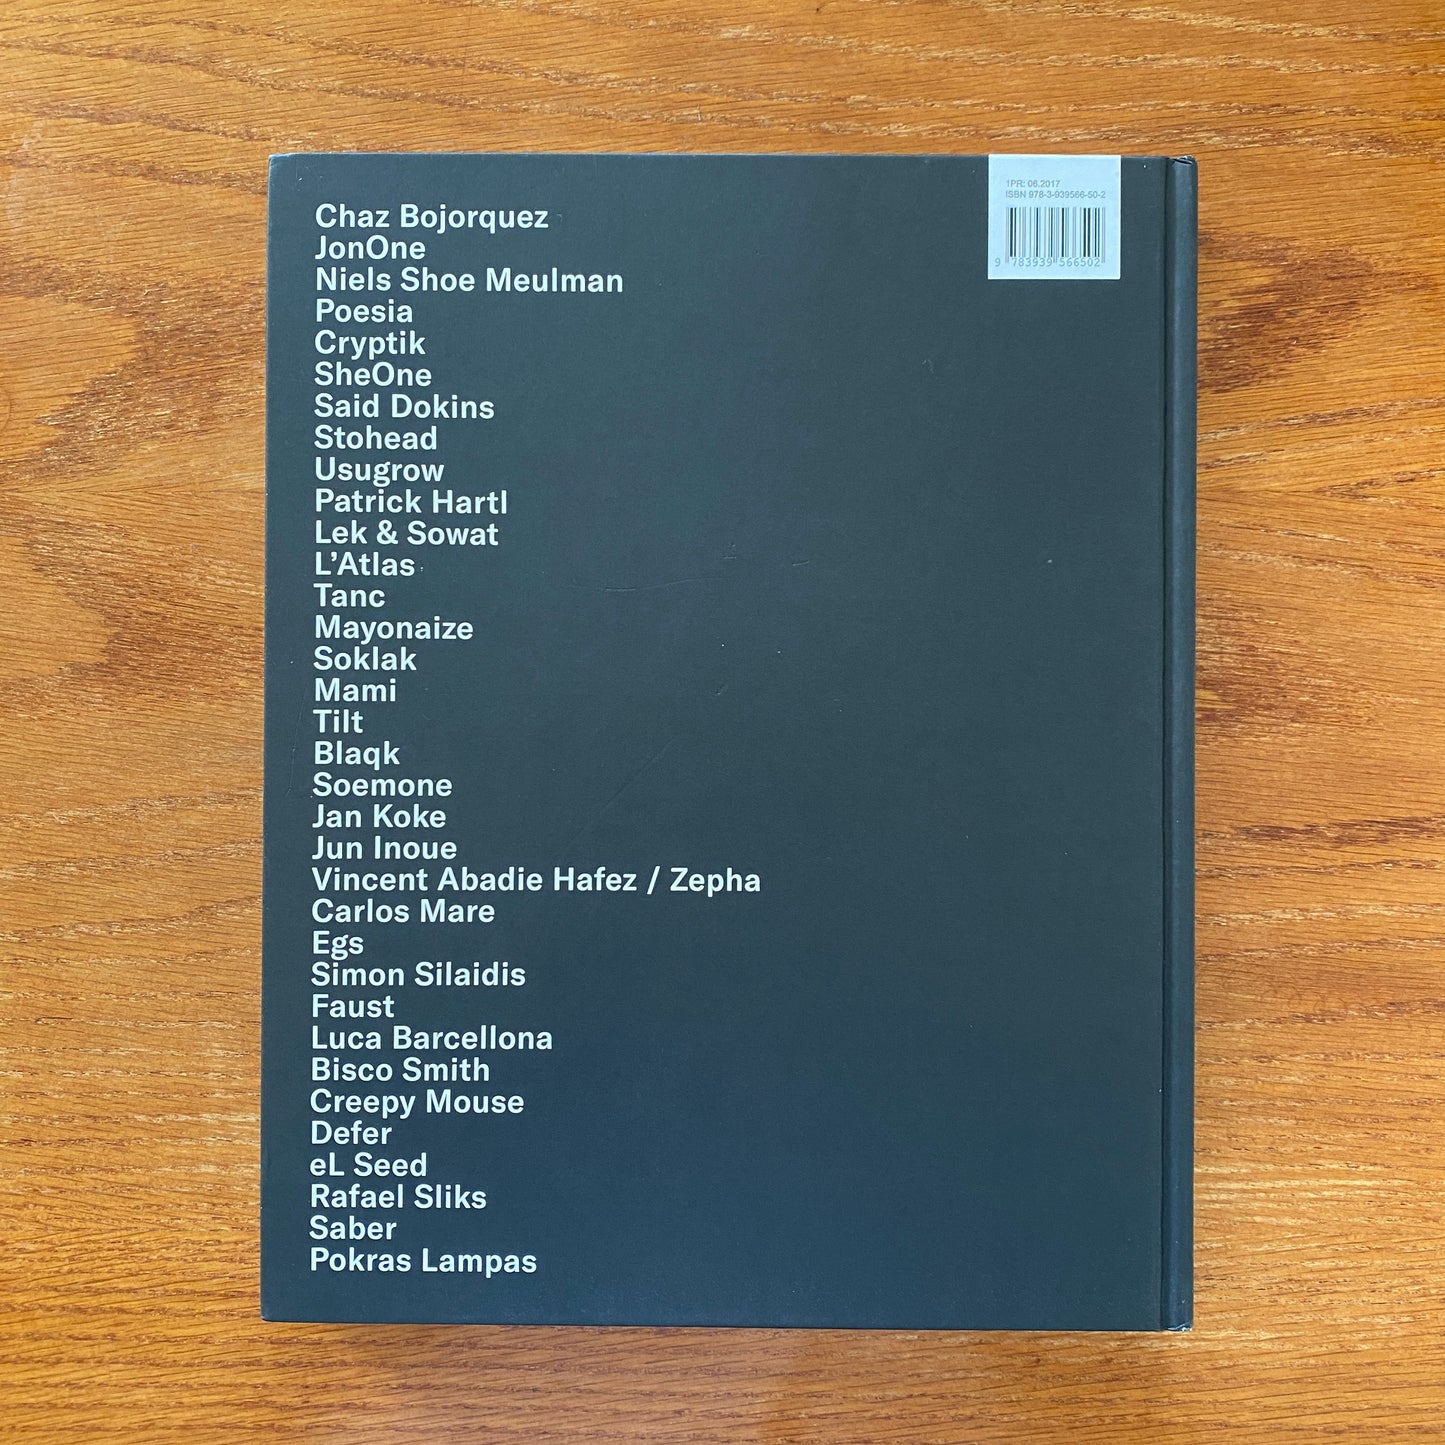 1PR: 06.2017
ISBN 978-3-939566-50-2
9 783939 566502
Chaz Bojorquez
JonOne
Niels Shoe Meulman
Poesia
Cryptik
SheOne
Said Dokins
Stohead
Usugrow
Patrick Hartl
Lek & Sowat
L’Atlas
Tanc
Mayonaize
Soklak
Mami
Tilt
Blaqk
Soemone
Jan Koke
Jun Inoue
Vincent Abadie Hafez / Zepha
Carlos Mare
Egs
Simon Silaidis
Faust
Luca Barcellona
Bisco Smith
Creepy Mouse
Defer
eL Seed
Rafael Sliks
Saber
Pokras Lampas